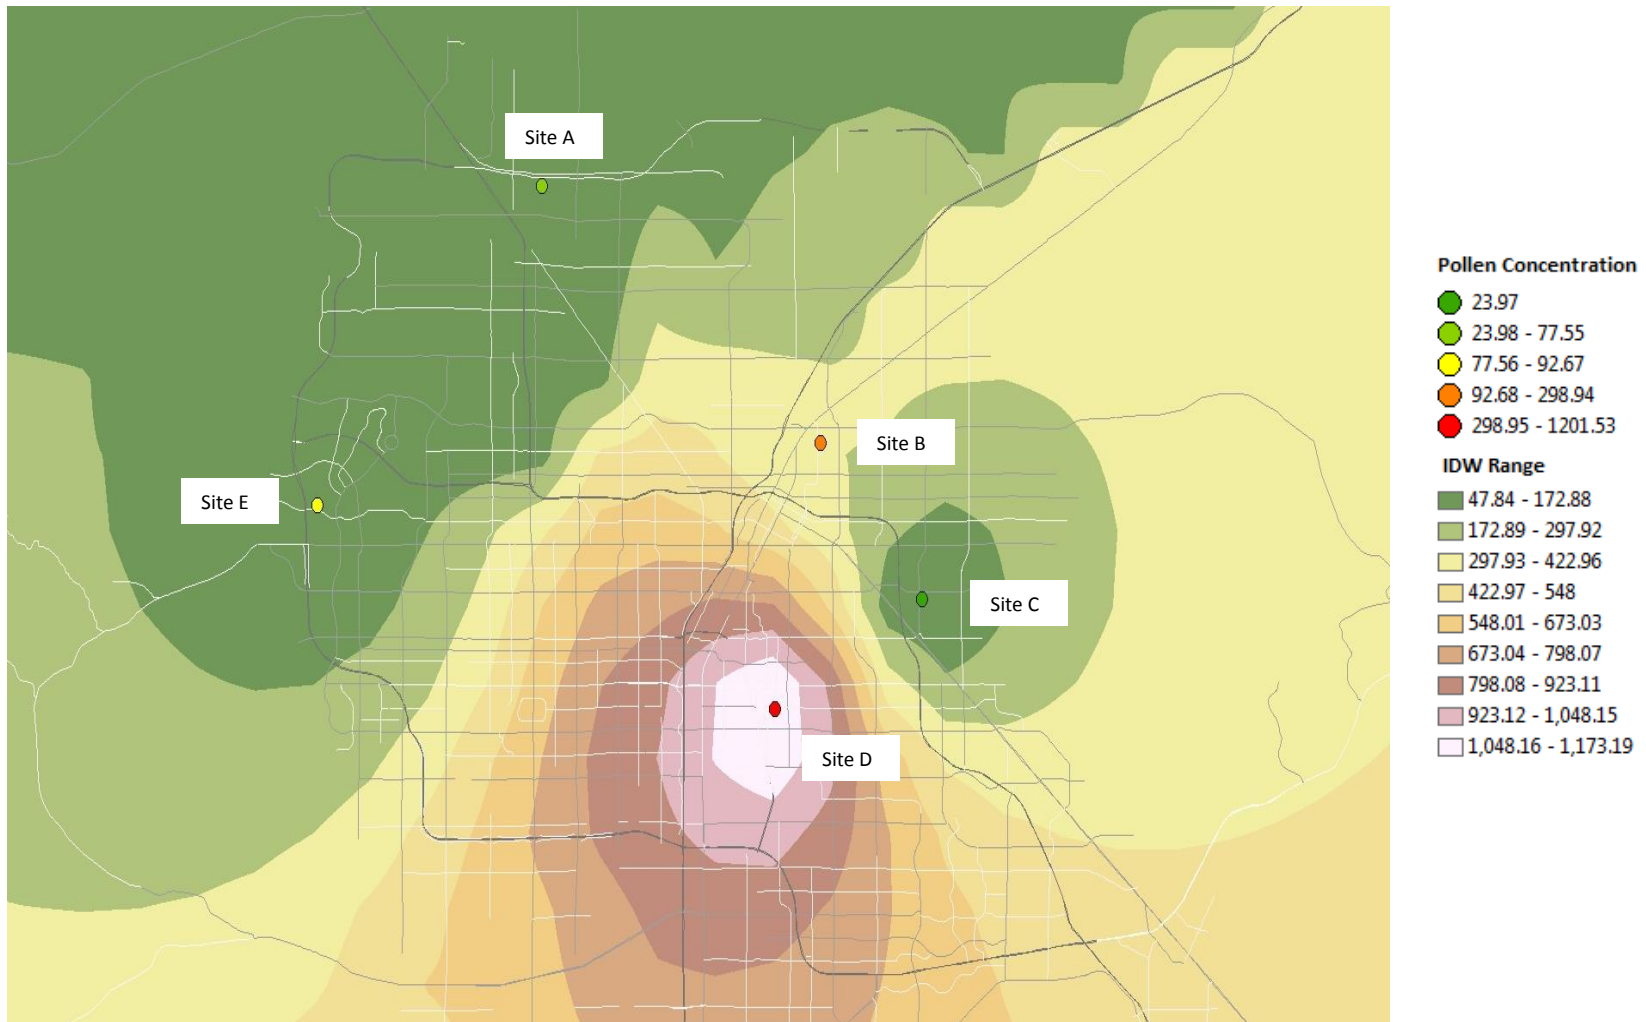 Site A
Site B
Site E
Site C
Site D
Pollen Concentration
23.97
23.98 - 77.55
77.56 - 92.67
92.68 - 298.94
298.95 - 1201.53
IDW Range
47.84 - 172.88
172.89 - 297.92
297.93 - 422.96
422.97 - 548
548.01 - 673.03
673.04 - 798.07
798.08 - 923.11
923.12 - 1,048.15
1,048.16 - 1,173.19